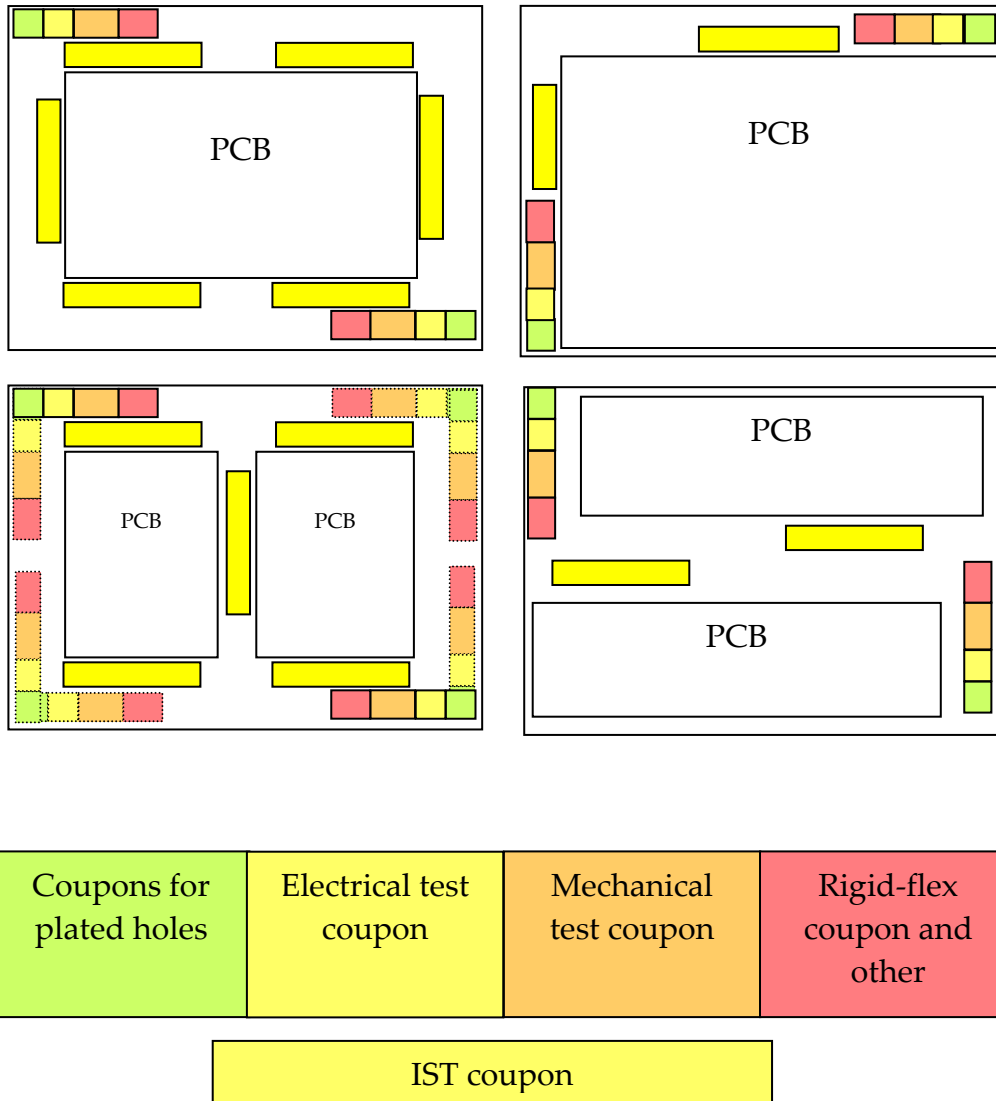 PCB
PCB
PCB
PCB
PCB
PCB
Coupons for
plated holes
Electrical test
coupon
Mechanical
test coupon
Rigid-flex
coupon and
other
IST coupon